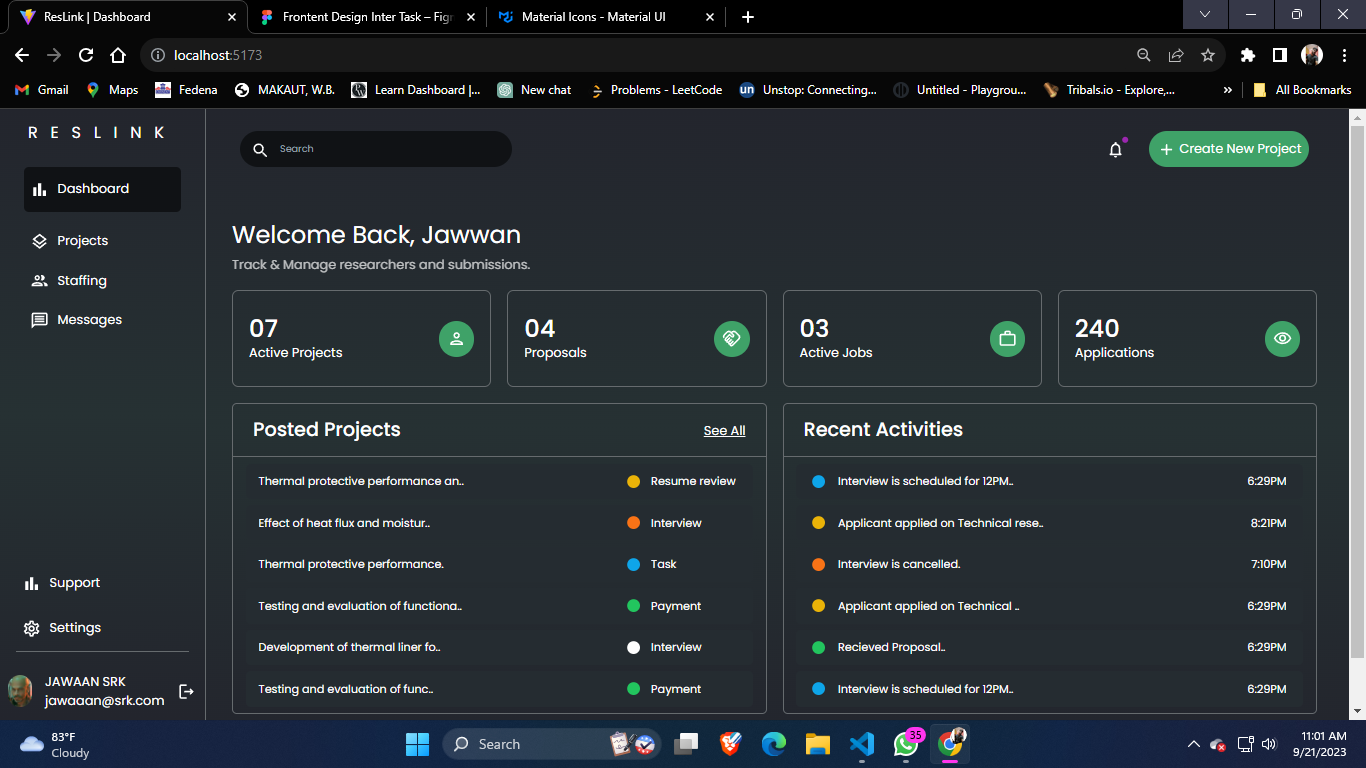 ResLink | Dashboard
Frontent Design Inter Task – Figr
Material Icons - Material UI
localhost:5173
Gmail
Maps
Fedena
MAKAUT, W.B.
Learn Dashboard |...
New chat
Problems - LeetCode
un
Unstop: Connecting...
Untitled - Playgrou...
Tribals.io - Explore,...
»
All Bookmarks
RESLINK
Search
+ Create New Project
Dashboard
Projects
Staffing
Messages
Welcome Back, Jawwan
Track & Manage researchers and submissions.
07
Active Projects
04
Proposals
03
Active Jobs
240
Applications
Posted Projects
See All
Thermal protective performance an..
Resume review
Effect of heat flux and moistur..
Interview
Thermal protective performance.
Task
Testing and evaluation of functiona..
Payment
Development of thermal liner fo..
Interview
Testing and evaluation of func..
Payment
Recent Activities
Interview is scheduled for 12PM..
6:29PM
Applicant applied on Technical rese..
8:21PM
Interview is cancelled.
7:10PM
Applicant applied on Technical ..
6:29PM
Recieved Proposal..
6:29PM
Interview is scheduled for 12PM..
6:29PM
Support
Settings
JAWAAN SRK
jawaaan@srk.com
83°F
Cloudy
Search
35
11:01 AM
9/21/2023